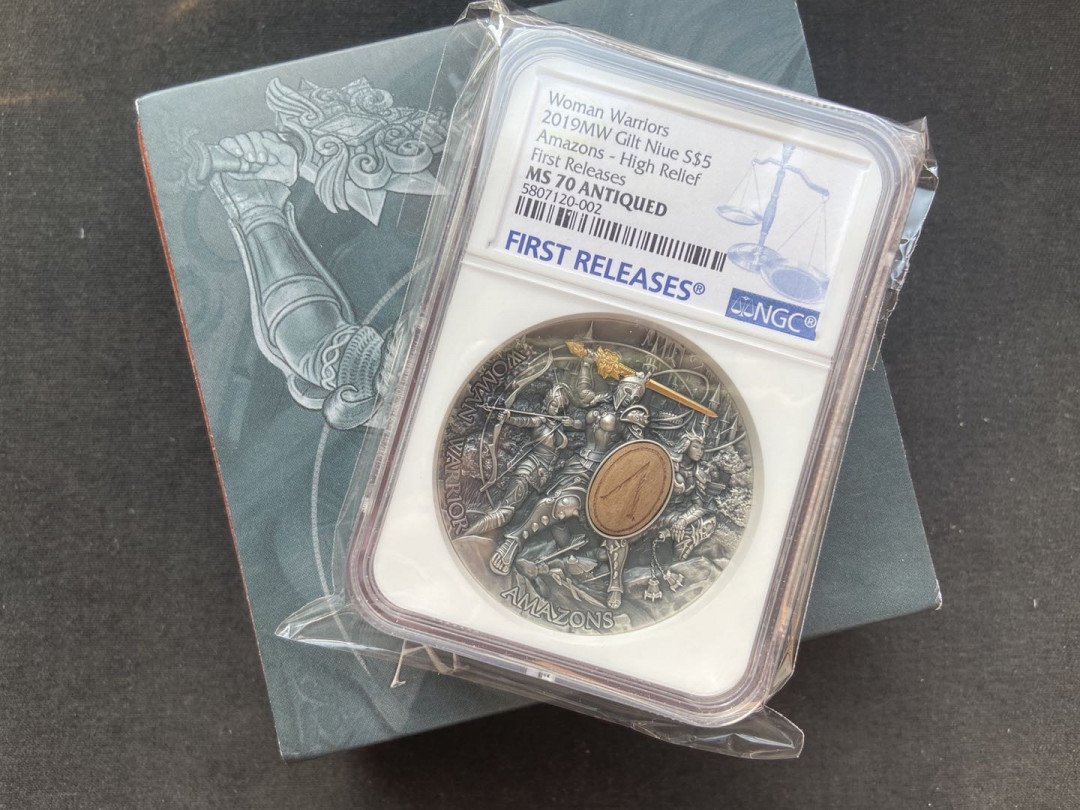 Woman Warriors
2019MW Gilt Niue S$5
Amazons - High Relief
First Releases
MS 70 ANTIQUED
5807120-002
FIRST RELEASES®
NGC®
WOMAN WARRIOR
AMAZONS
A